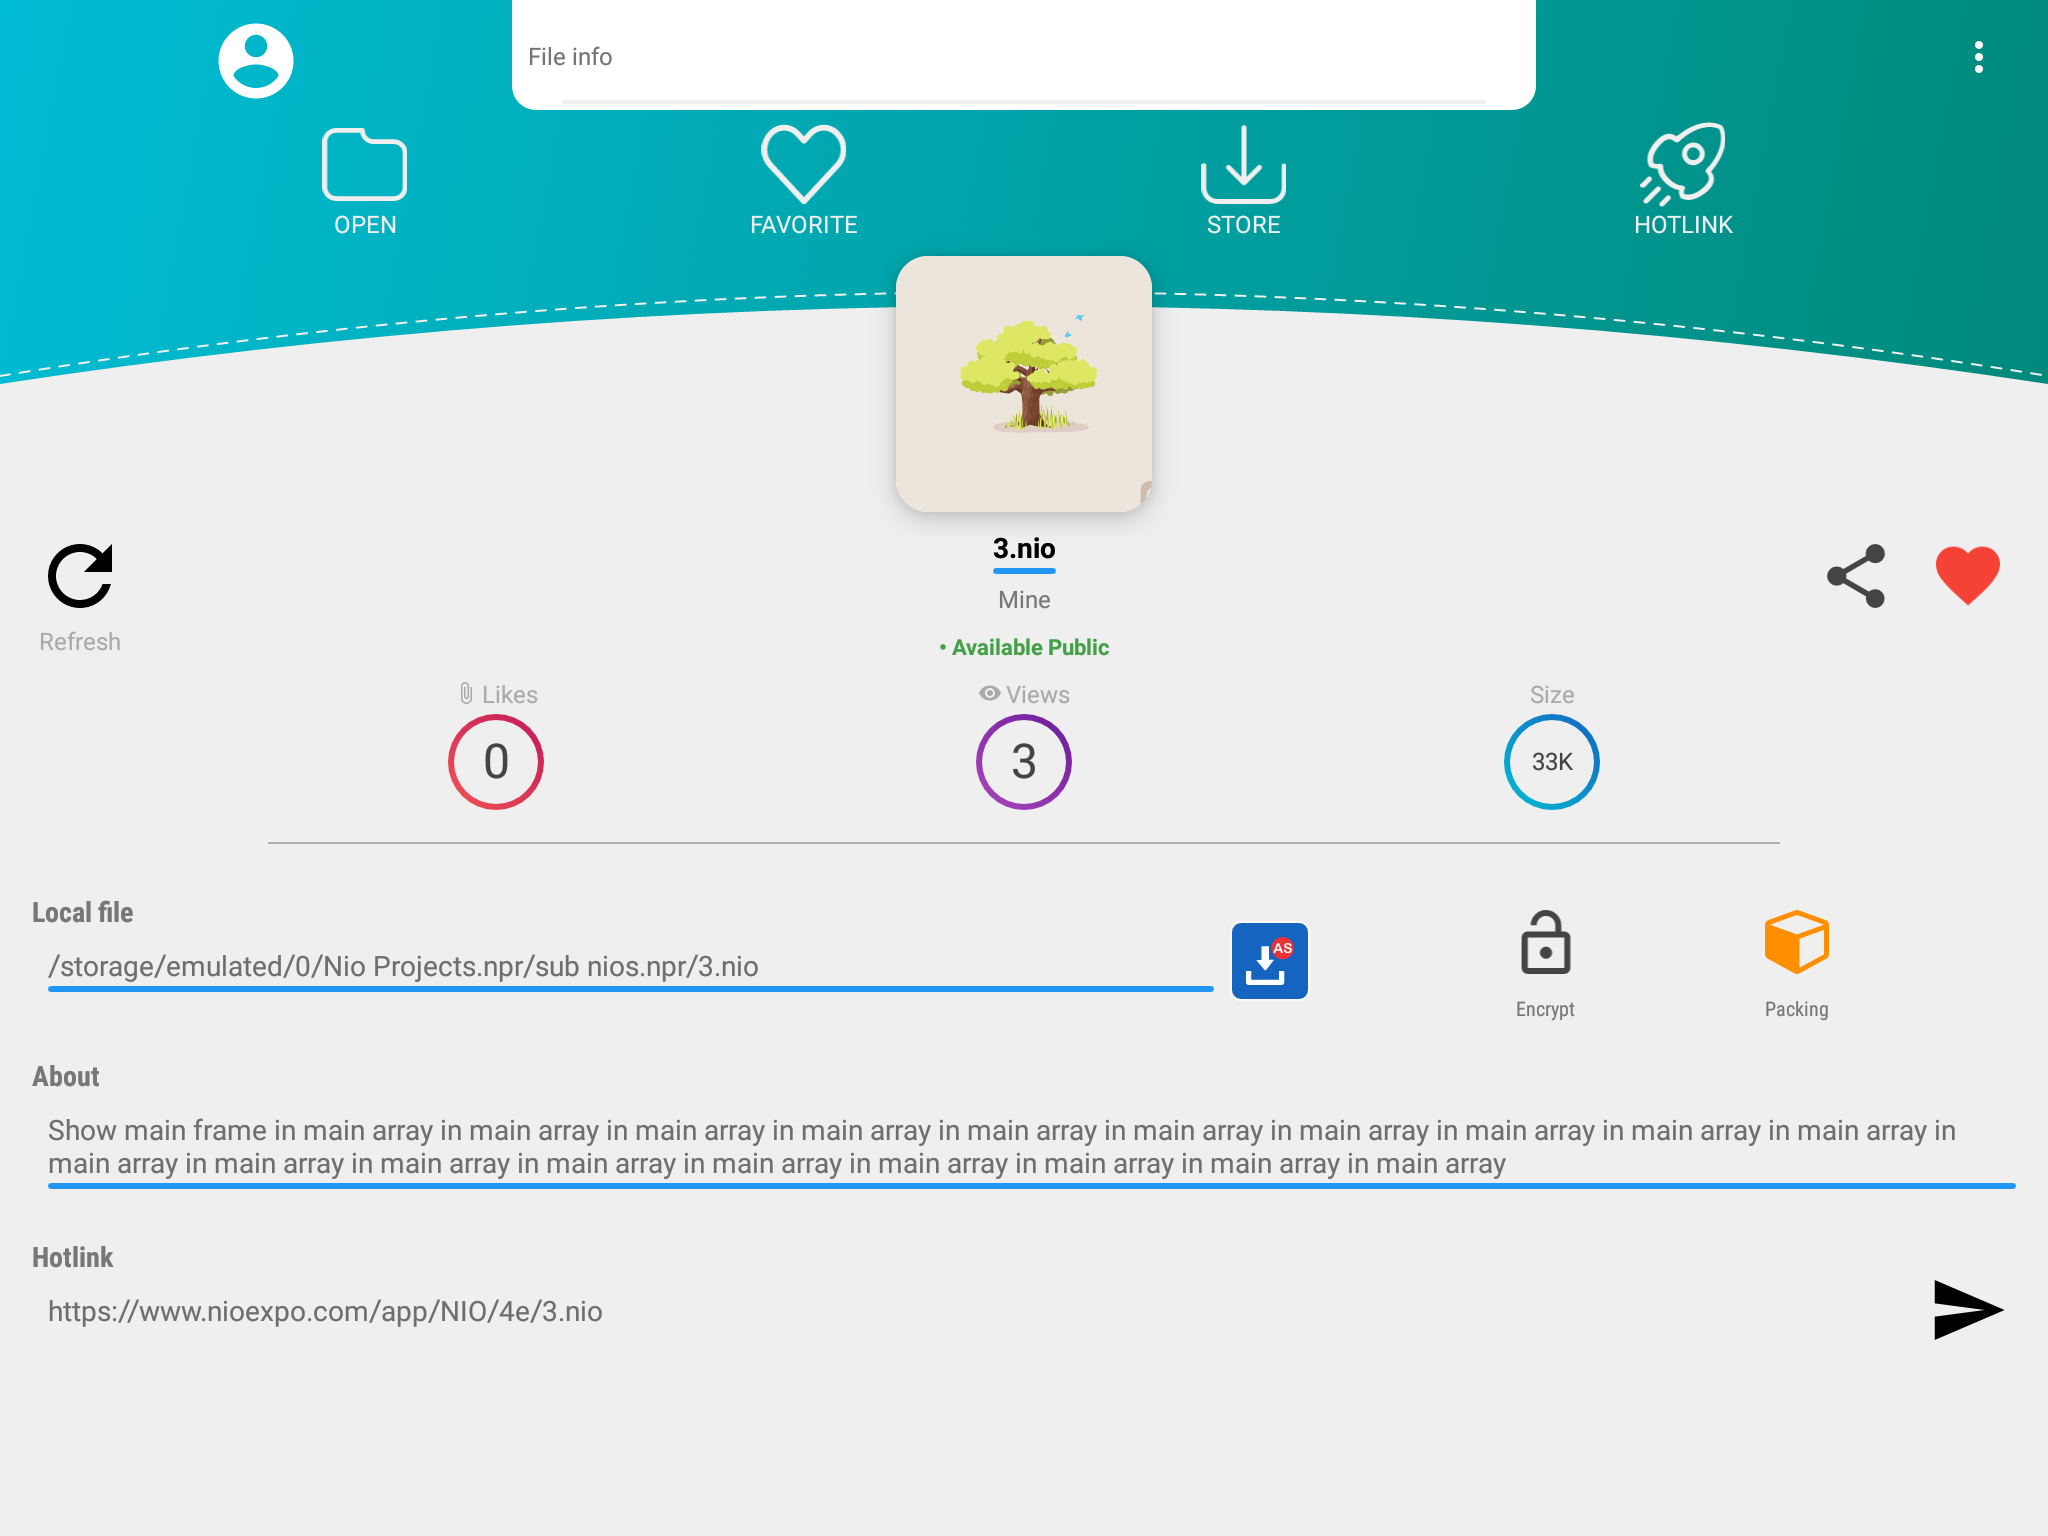 File info
OPEN
FAVORITE
STORE
HOTLINK
3.nio
Mine
Refresh
• Available Public
Likes
Views
Size
0
3
33K
Local file
/storage/emulated/0/Nio Projects.npr/sub nios.npr/3.nio
AS
Encrypt
Packing
About
Show main frame in main array in main array in main array in main array in main array in main array in main array in main array in main array in main array in
main array in main array in main array in main array in main array in main array in main array in main array in main array
Hotlink
https://www.nioexpo.com/app/NIO/4e/3.nio